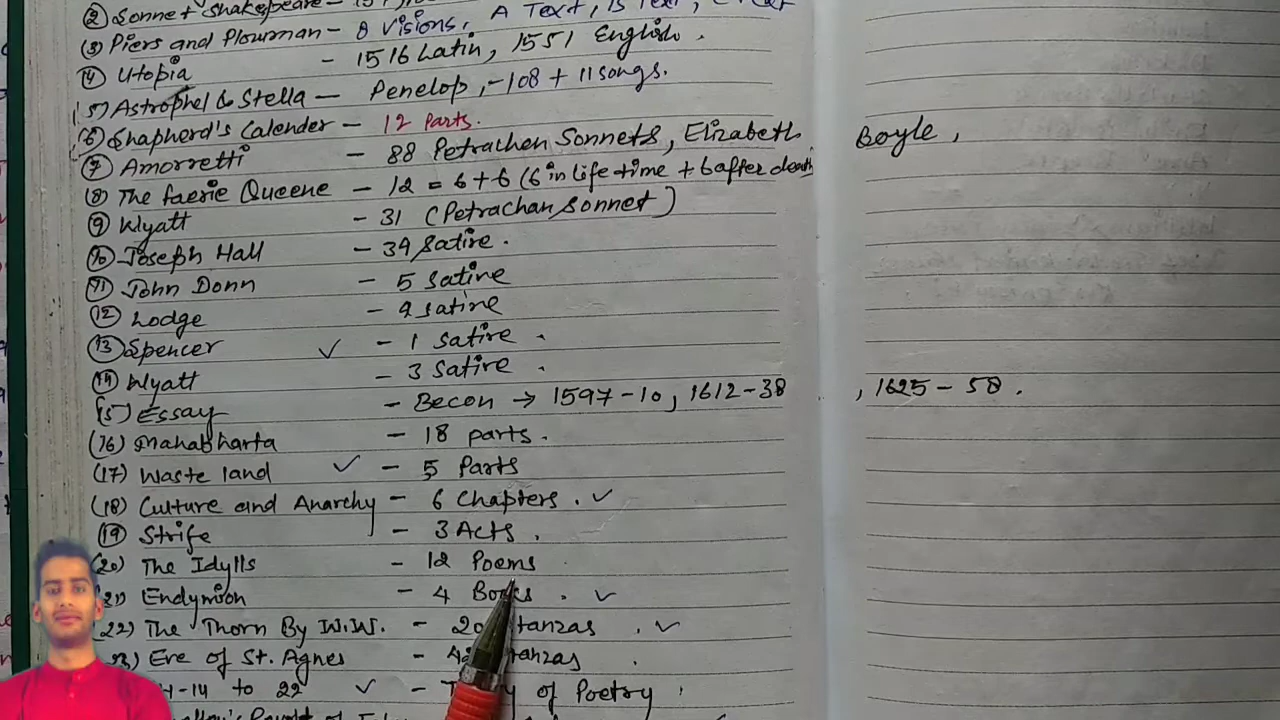 (2) Sonnet Shakespeare -
(3) Piers and Plouman - 8 visions, A Text, B Text,
(4) Utopia - 1516 Latin, 1551 English.
(5) Astrophel & Stella - Penelop, - 108 + 11 songs.
(6) Shapherd's Calender - 12 Parts.
(7) Amorretti - 88 Petrachen Sonnets, Elizabeth Boyle,
(8) The Faerie Queene - 12 = 6+6 (6 in life time + 6 affer death
(9) Wyatt - 31 (Petrachan Sonnet)
(10) Joseph Hall - 34 Satire.
(11) John Donn - 5 Satire
(12) Lodge - 4 satire
(13) Spencer ✓ - 1 Satire.
(14) Wyatt - 3 Satire.
(15) Essay - Becon → 1597-10, 1612-38, 1625-58.
(16) Mahabharta - 18 parts.
(17) Waste land ✓ - 5 Parts
(18) Culture and Anarchy - 6 Chapters. ✓
(19) Strife - 3 Acts.
(20) The Idylls - 12 Poems
(21) Endymion - 4 Books. ✓
(22) The Thorn By W.W. - ✓
Eve of St. Agnes -
-14 to 22 ✓ - of Poetry